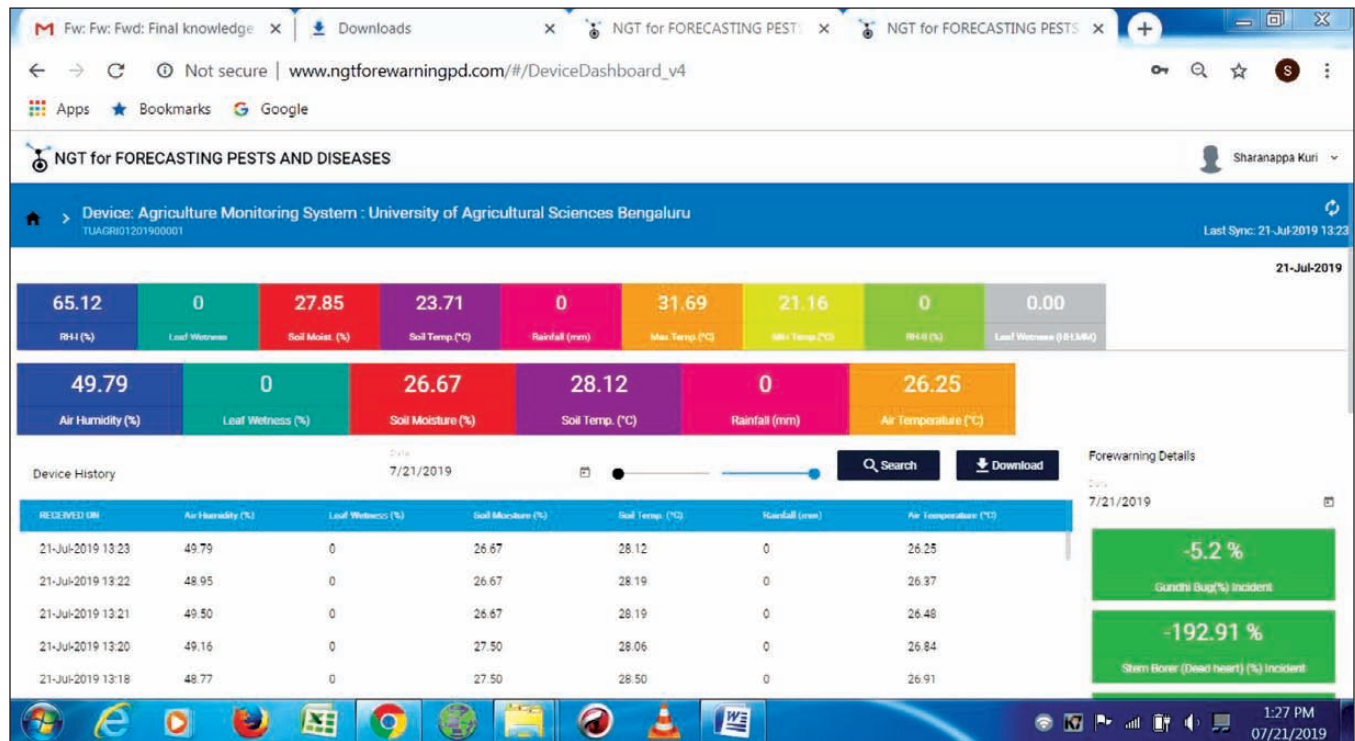 Fw: Fw: Fwd: Final knowledge
Downloads
NGT for FORECASTING PEST
NGT for FORECASTING PESTS
Not secure | www.ngtforewarningpd.com/#/DeviceDashboard_v4
S
Apps Bookmarks G Google
NGT for FORECASTING PESTS AND DISEASES
Sharanappa Kuri
Device: Agriculture Monitoring System : University of Agricultural Sciences Bengaluru
TUAGRI01201900001
Last Sync: 21-Jul-2019 13:23
21-Jul-2019
65.12 0 27.85 23.71 0 31.69 21.16 0 0.00
RH-I (%) Leaf Wetness Soil Moist. (%) Soil Temp.(°C) Rainfall (mm) Max Temp.(°C) Min Temp.(°C) RH-II (%) Leaf Wetness (HH:MM)
49.79 0 26.67 28.12 0 26.25
Air Humidity (%) Leaf Wetness (%) Soil Moisture (%) Soil Temp. (°C) Rainfall (mm) Air Temperature (°C)
Device History
Date
7/21/2019
Search
Download
RECEIVED ON Air Humidity (%) Leaf Wetness (%) Soil Moisture (%) Soil Temp. (°C) Rainfall (mm) Air Temperature (°C)
21-Jul-2019 13:23 49.79 0 26.67 28.12 0 26.25
21-Jul-2019 13:22 48.95 0 26.67 28.19 0 26.37
21-Jul-2019 13:21 49.50 0 26.67 28.19 0 26.48
21-Jul-2019 13:20 49.16 0 27.50 28.06 0 26.84
21-Jul-2019 13:18 48.77 0 27.50 28.50 0 26.91
Forewarning Details
Date
7/21/2019
-5.2 %
Gundhi Bug(%) Incident
-192.91 %
Stem Borer (Dead heart) (%) Incident
K7
1:27 PM
07/21/2019